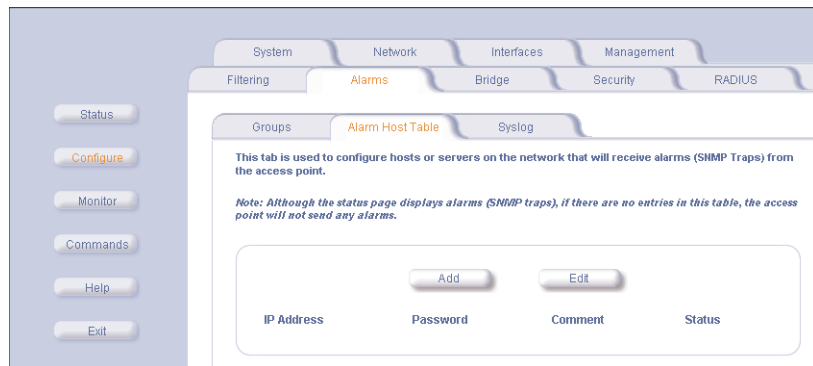 System Network Interfaces Management
Filtering Alarms Bridge Security RADIUS
Status
Configure
Monitor
Commands
Help
Exit
Groups Alarm Host Table Syslog
This tab is used to configure hosts or servers on the network that will receive alarms (SNMP Traps) from
the access point.
Note: Although the status page displays alarms (SNMP traps), if there are no entries in this table, the access
point will not send any alarms.
Add Edit
IP Address Password Comment Status